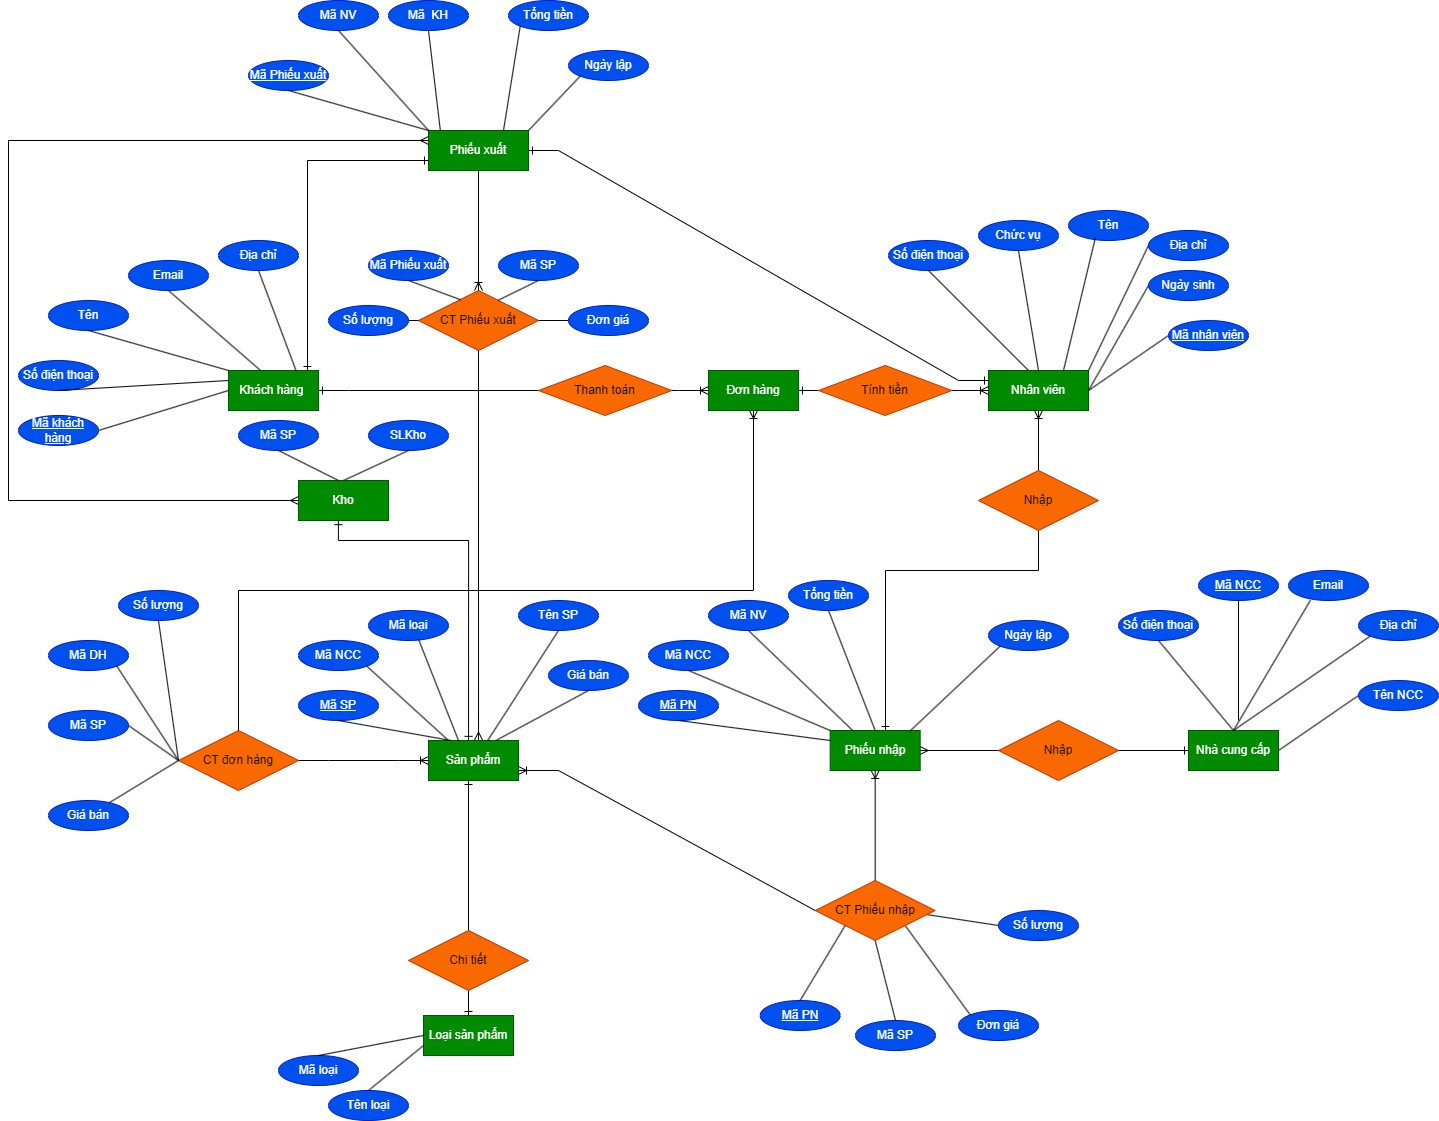 Mã NV
Mã  KH
Tổng tiền
Ngày lập
Mã Phiếu xuất
Phiếu xuất
Số điện thoại
Chức vụ
Tên
Địa chỉ
Ngày sinh
Mã nhân viên
Địa chỉ
Email
Tên
Số điện thoại
Mã khách
hàng
Mã Phiếu xuất
Mã SP
Số lượng
CT Phiếu xuất
Đơn giá
Khách hàng
Thanh toán
Đơn hàng
Tính tiền
Nhân viên
Mã SP
SLKho
Kho
Nhập
Số lượng
Mã DH
Mã SP
Giá bán
CT đơn hàng
Mã loại
Tên SP
Mã NCC
Giá bán
Mã SP
Sản phẩm
Tổng tiền
Mã NV
Ngày lập
Mã NCC
Mã PN
Phiếu nhập
Nhập
Mã NCC
Email
Số điện thoại
Địa chỉ
Tên NCC
Nhà cung cấp
CT Phiếu nhập
Số lượng
Mã PN
Mã SP
Đơn giá
Chi tiết
Loại sản phẩm
Mã loại
Tên loại